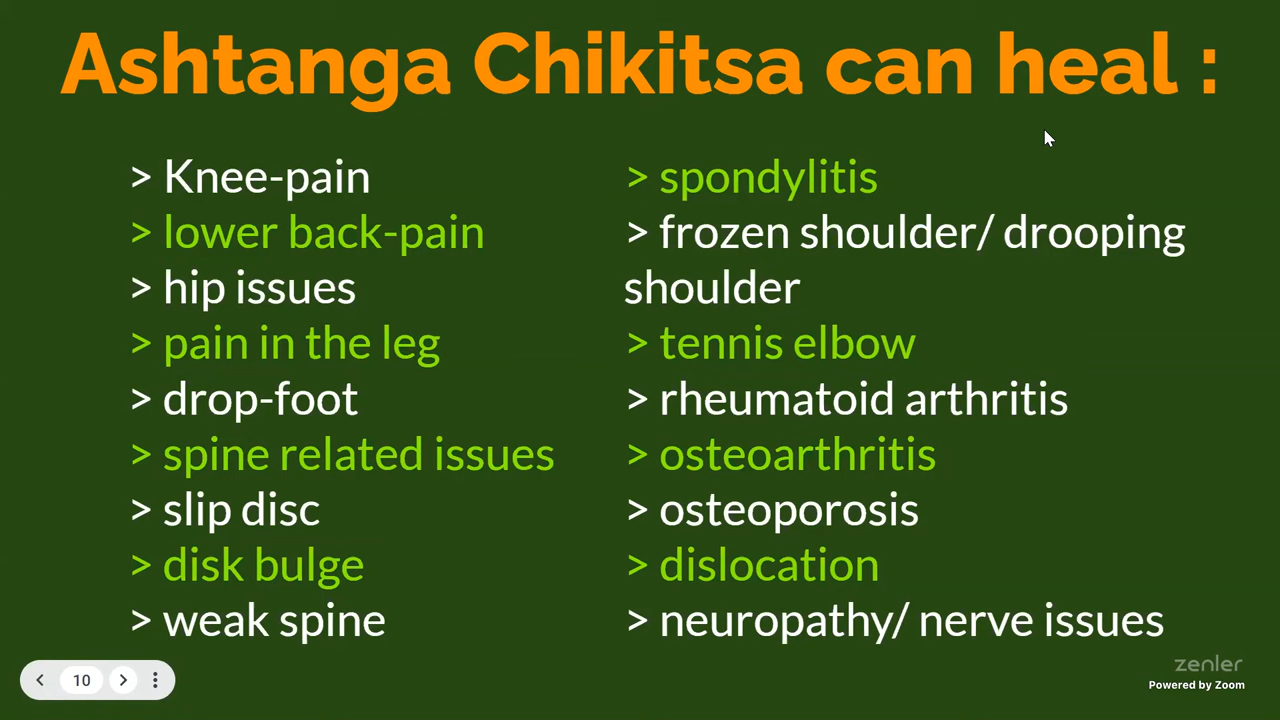 Ashtanga Chikitsa can heal :
> Knee-pain
> lower back-pain
> hip issues
> pain in the leg
> drop-foot
> spine related issues
> slip disc
> disk bulge
> weak spine
> spondylitis
> frozen shoulder/ drooping
shoulder
> tennis elbow
> rheumatoid arthritis
> osteoarthritis
> osteoporosis
> dislocation
> neuropathy/ nerve issues
10
zenler
Powered by Zoom